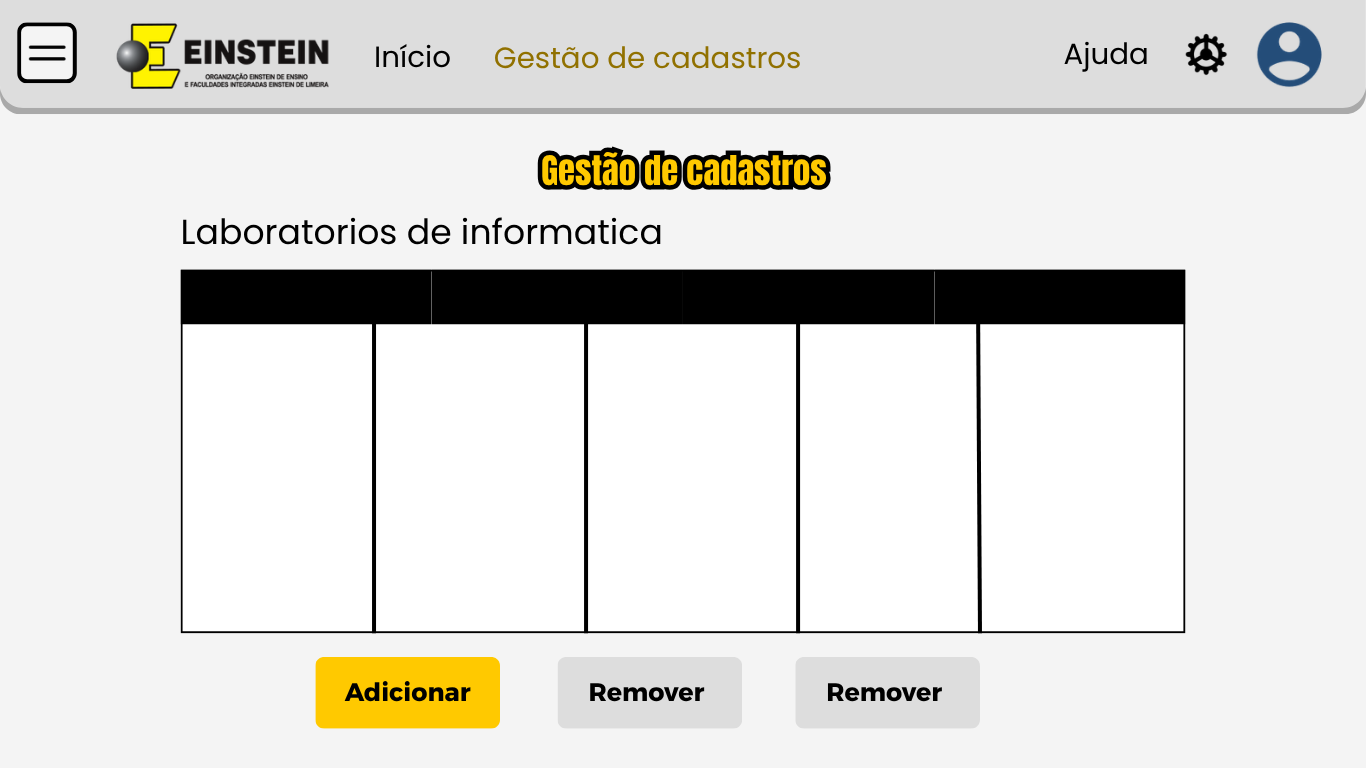 EINSTEIN
ORGANIZAÇÃO EINSTEIN DE ENSINO
E FACULDADES INTEGRADAS EINSTEIN DE LIMEIRA
Início
Gestão de cadastros
Ajuda
Gestão de cadastros
Laboratorios de informatica
Adicionar
Remover
Remover